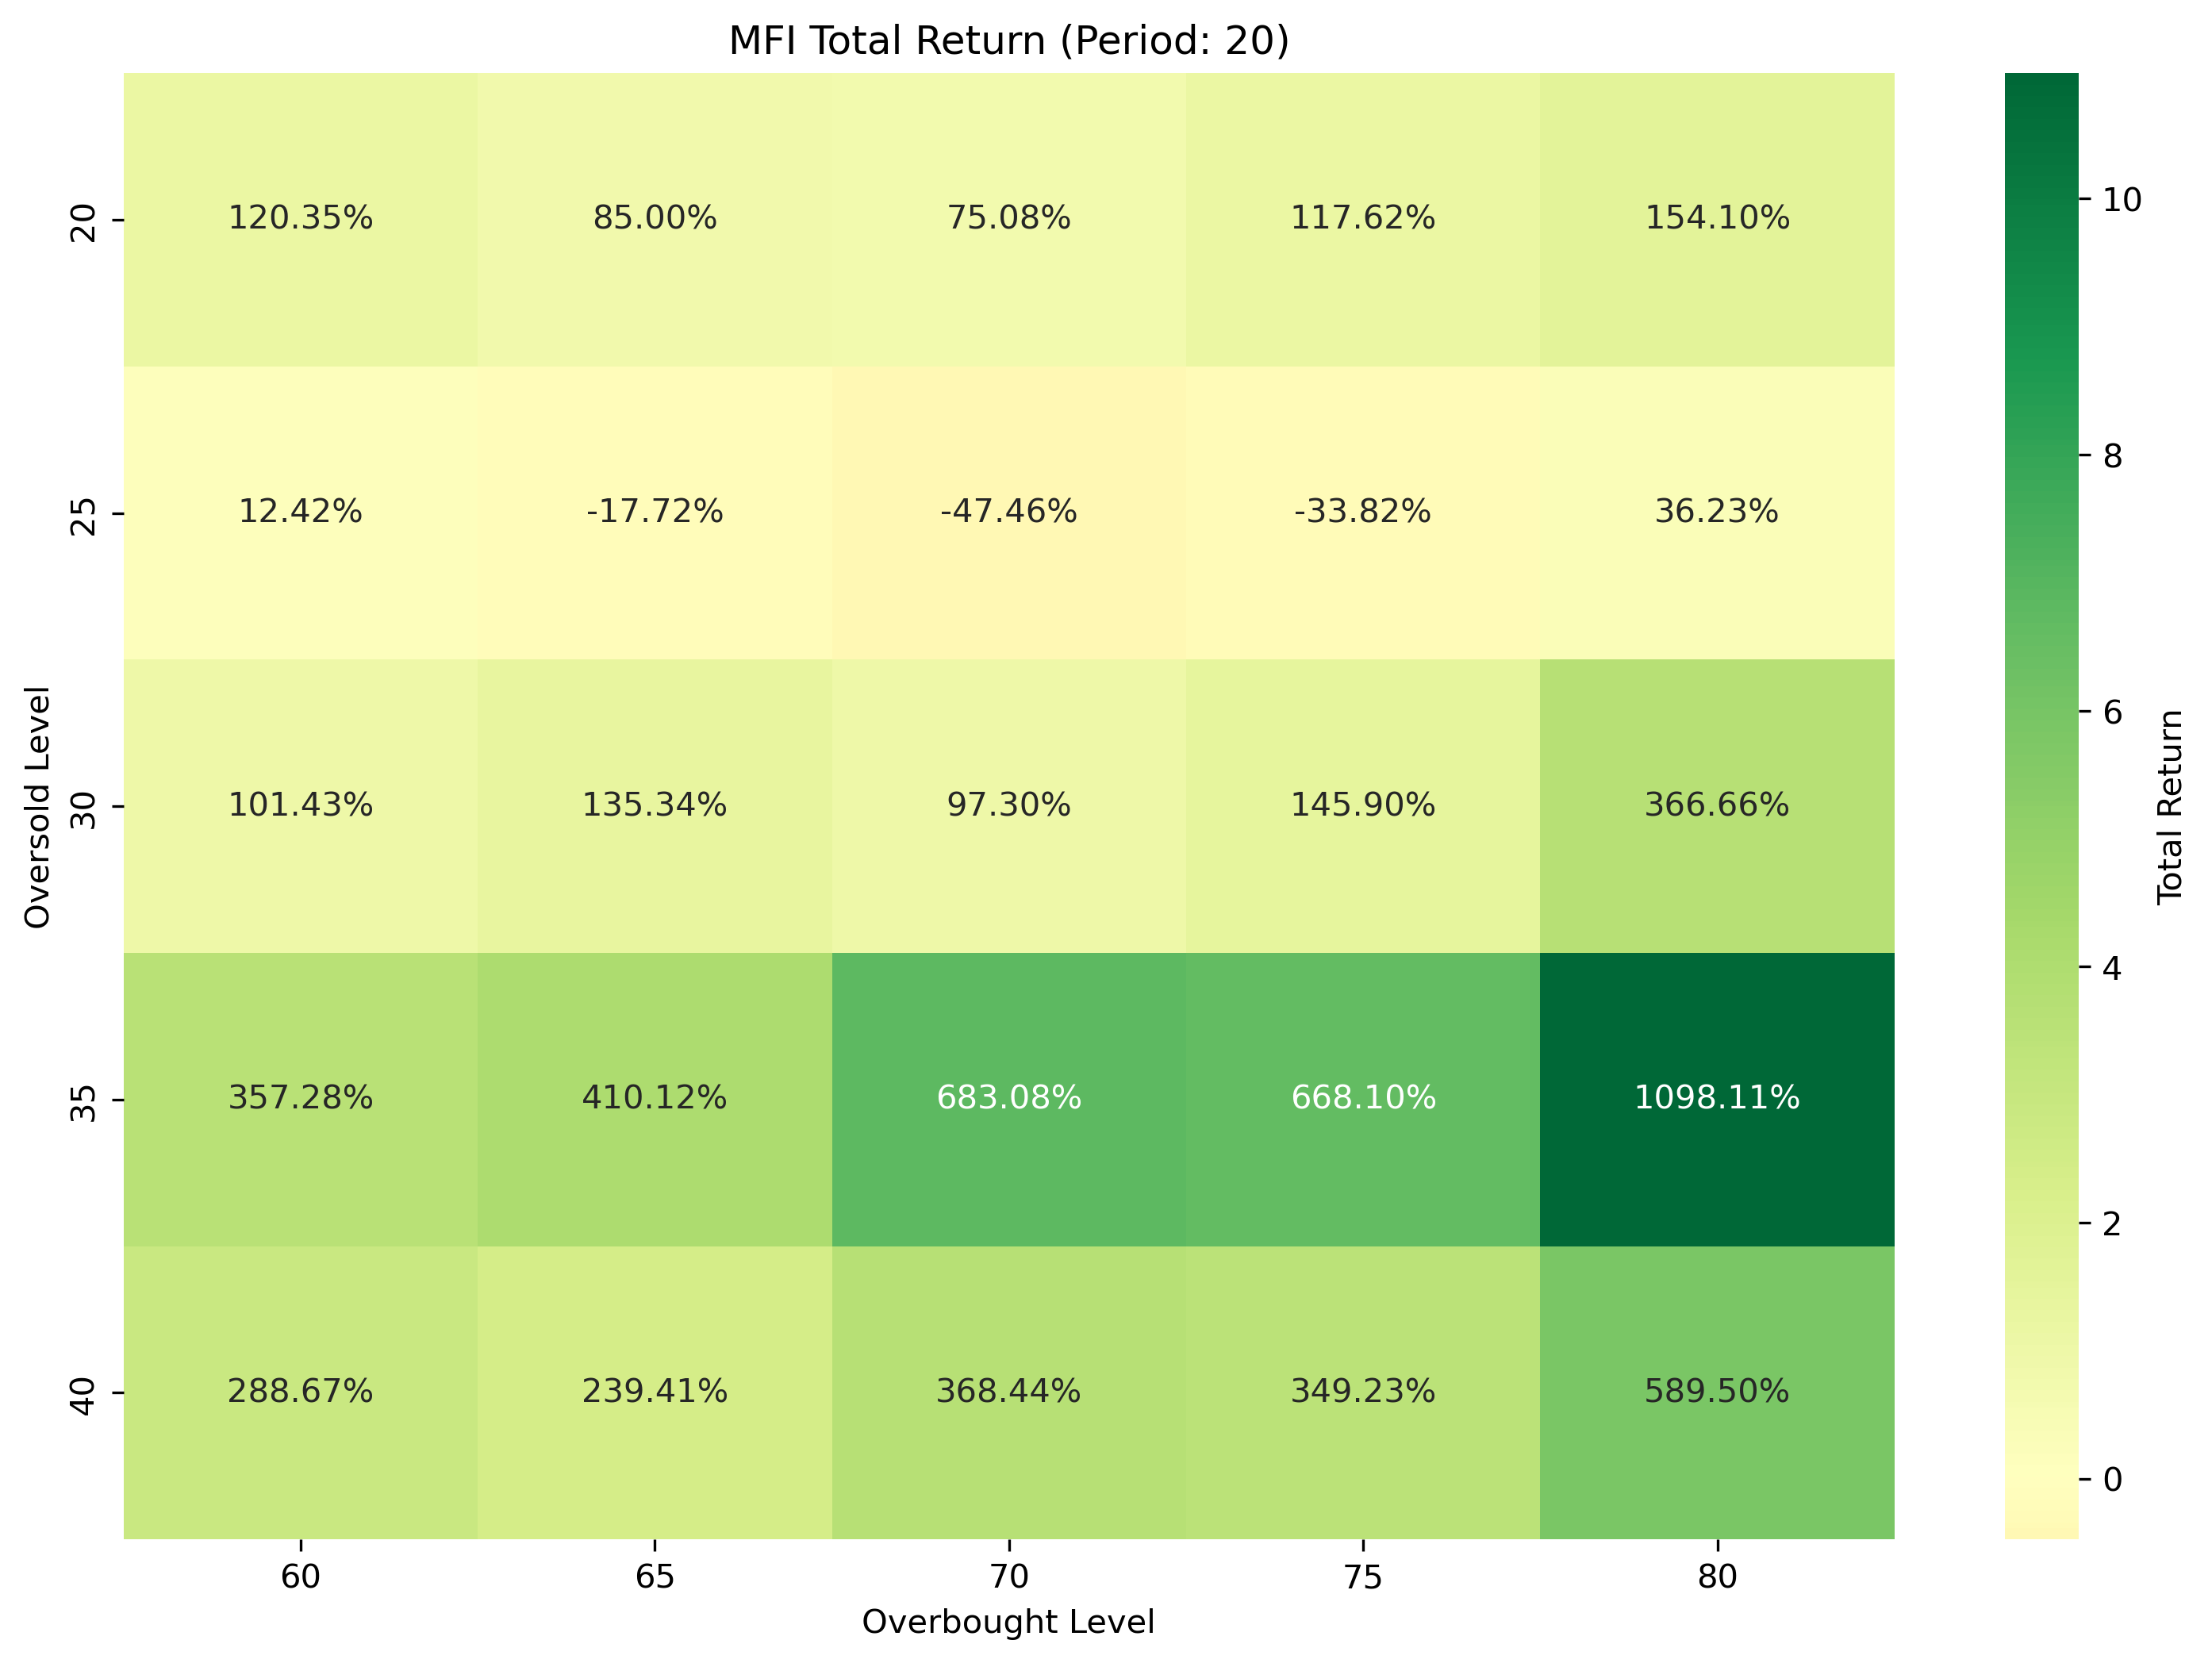 MFI Total Return (Period: 20)
Oversold Level
20 120.35% 85.00% 75.08% 117.62% 154.10%
25 12.42% -17.72% -47.46% -33.82% 36.23%
30 101.43% 135.34% 97.30% 145.90% 366.66%
35 357.28% 410.12% 683.08% 668.10% 1098.11%
40 288.67% 239.41% 368.44% 349.23% 589.50%
60 65 70 75 80
Overbought Level
10
8
6
4
2
0
Total Return